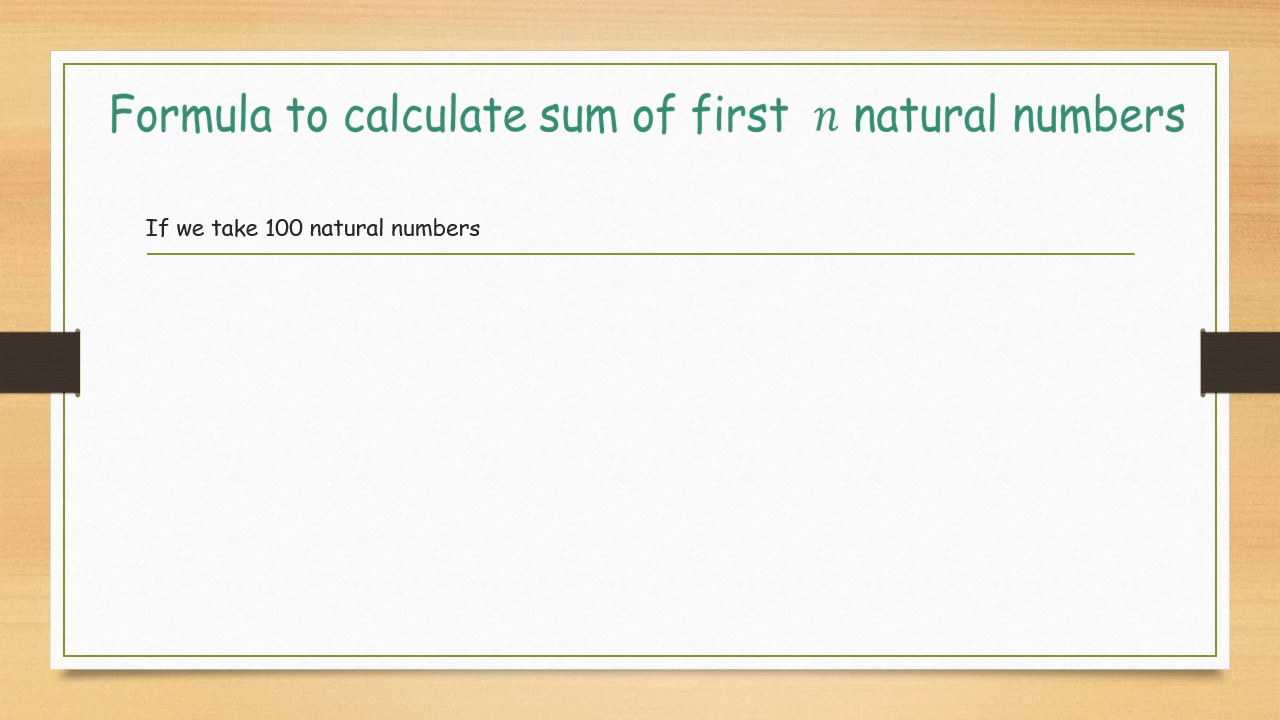 Formula to calculate sum of first n natural numbers
If we take 100 natural numbers